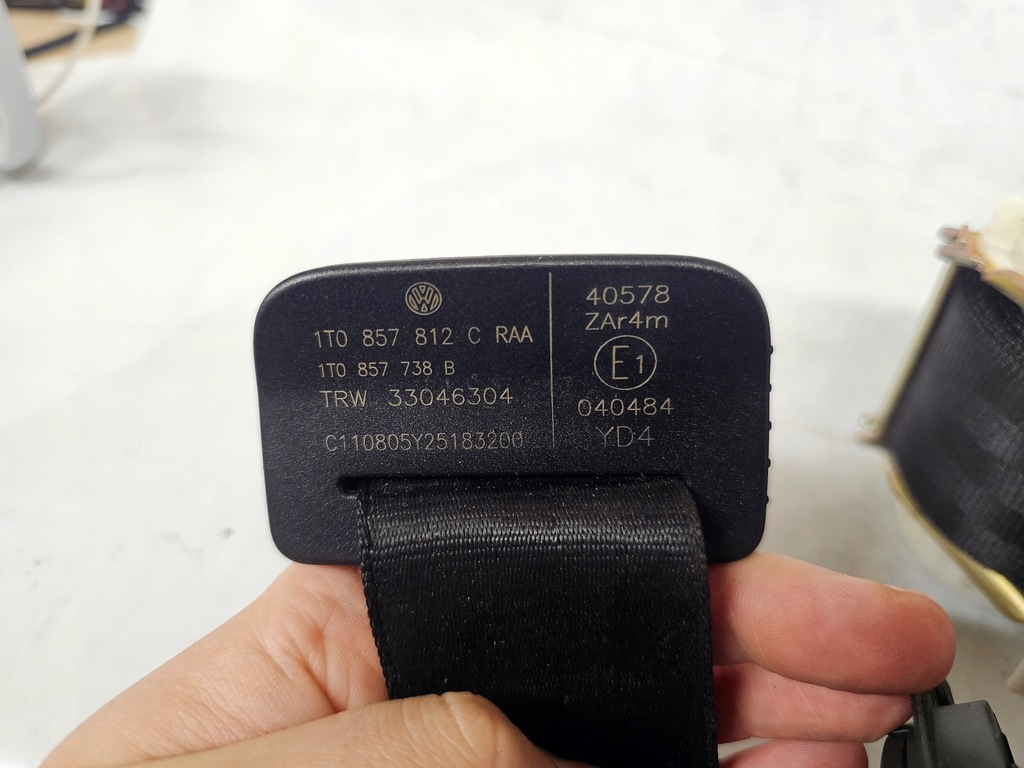 1T0 857 812 C RAA
1T0 857 738 B
TRW 33046304
C110805Y25183200
40578
ZAr4m
E1
040484
YD4